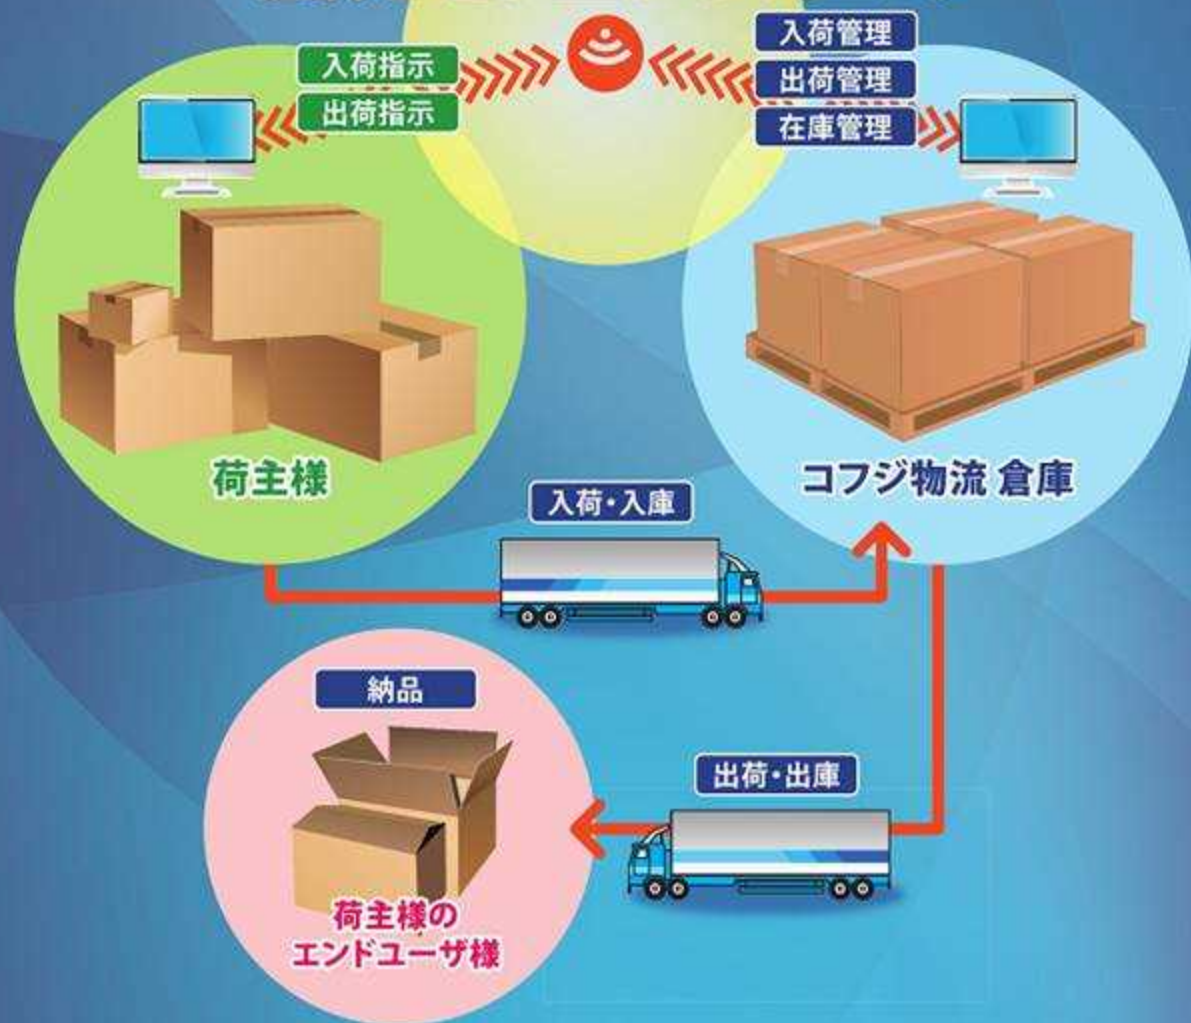 入荷指示
出荷指示
入荷管理
出荷管理
在庫管理
荷主様
コフジ物流 倉庫
入荷・入庫
納品
出荷・出庫
荷主様の
エンドユーザ様